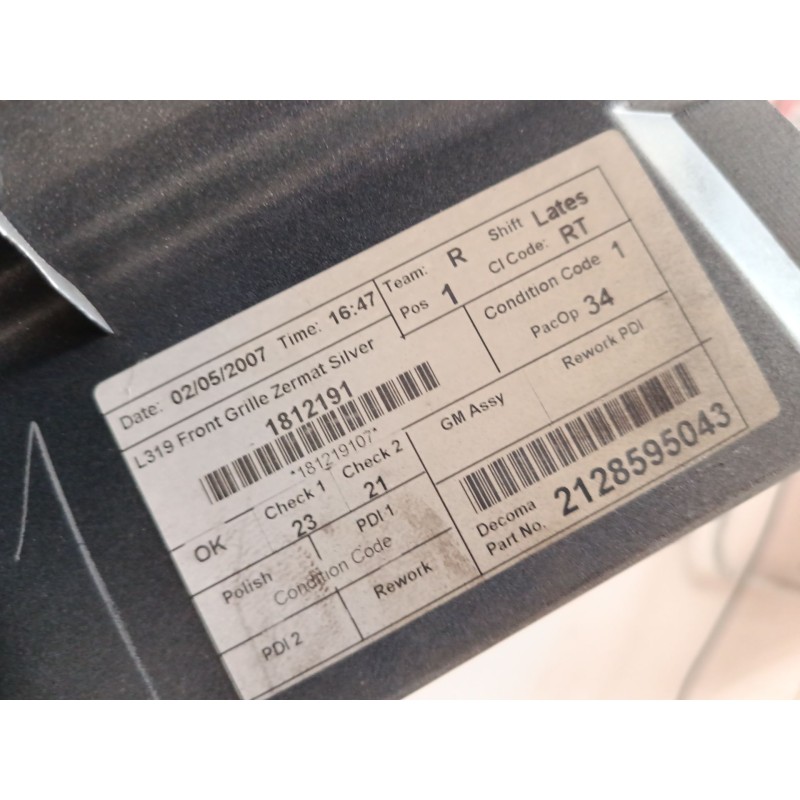 Date: 02/05/2007 Time: 16:47
Team: R Shift Lates
Pos 1 CI Code: RT
L319 Front Grille Zermat Silver
1812191
*181219107*
Condition Code 1
PacOp 34
OK Check 1 23 Check 2 21
GM Assy Rework PDI
Polish PDI 1
Condition Code
PDI 2 Rework
Decoma
Part No. 2128595043